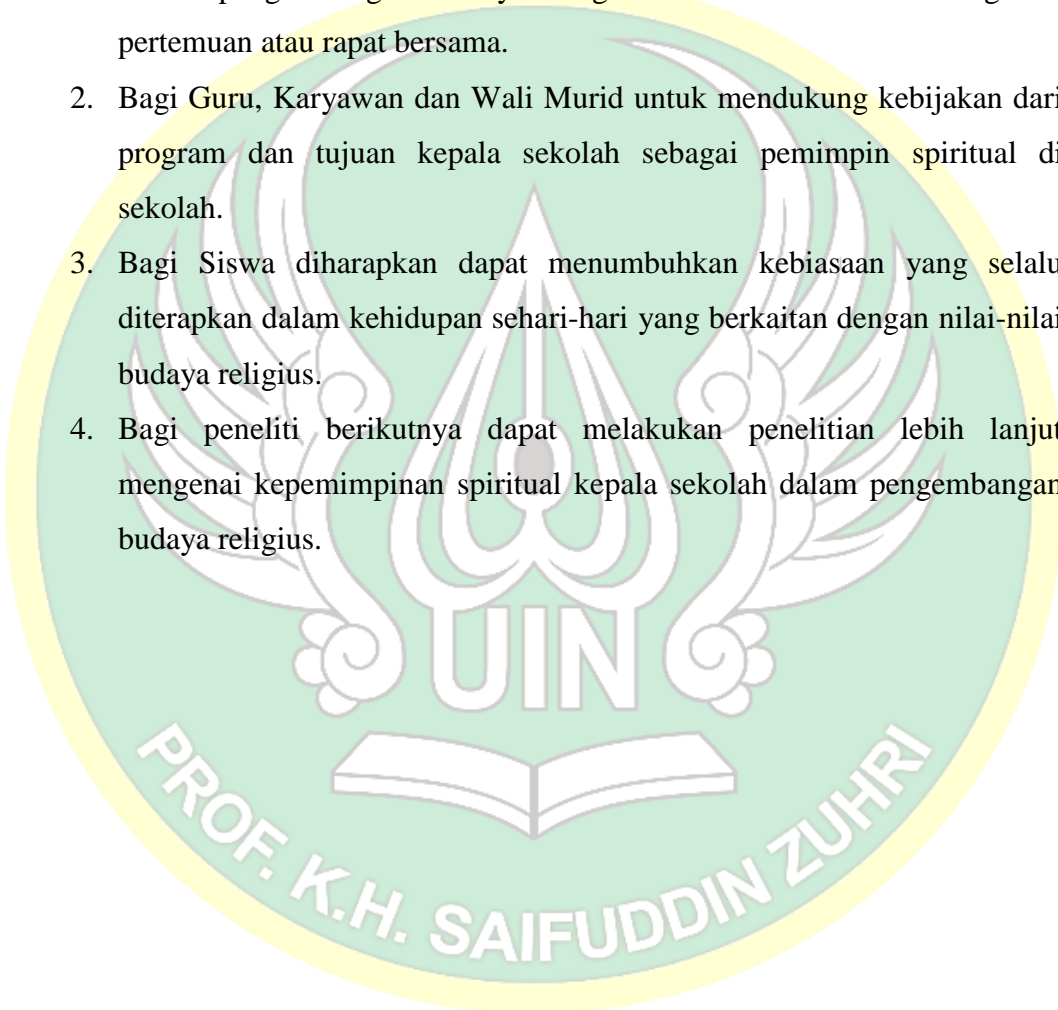 pertemuan atau rapat bersama.
2. Bagi Guru, Karyawan dan Wali Murid untuk mendukung kebijakan dari
program dan tujuan kepala sekolah sebagai pemimpin spiritual di
sekolah.
3. Bagi Siswa diharapkan dapat menumbuhkan kebiasaan yang selalu
diterapkan dalam kehidupan sehari-hari yang berkaitan dengan nilai-nilai
budaya religius.
4. Bagi peneliti berikutnya dapat melakukan penelitian lebih lanjut
mengenai kepemimpinan spiritual kepala sekolah dalam pengembangan
budaya religius.
UIN
PROF. K.H. SAIFUDDIN ZUHRI